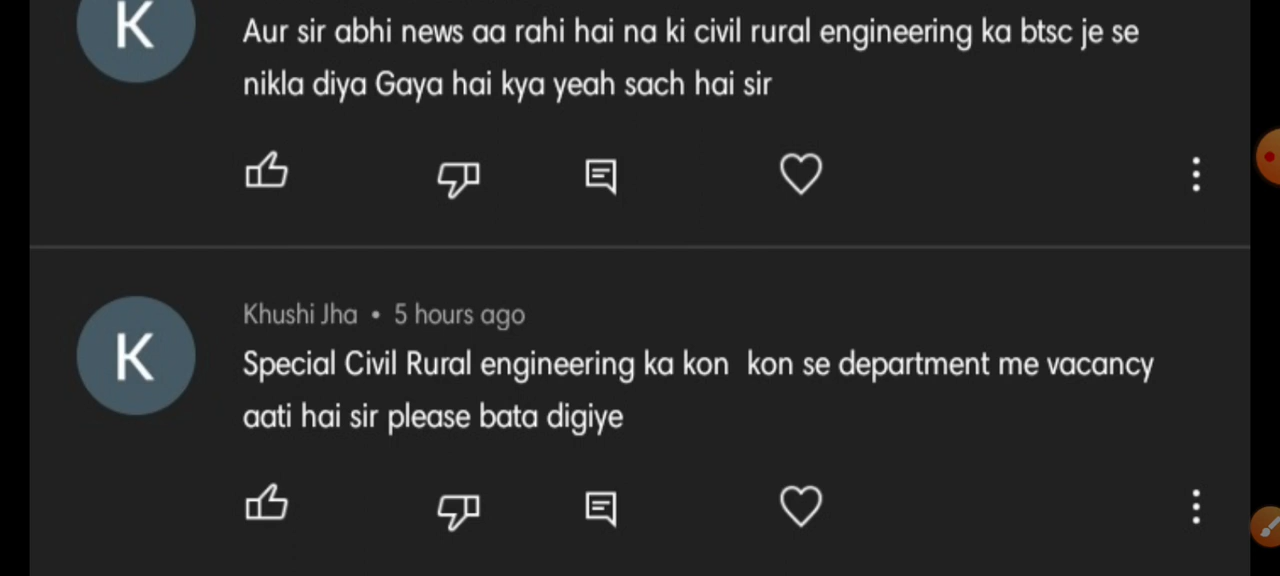 K
Aur sir abhi news aa rahi hai na ki civil rural engineering ka btsc je se
nikla diya Gaya hai kya yeah sach hai sir
K
Khushi Jha • 5 hours ago
Special Civil Rural engineering ka kon kon se department me vacancy
aati hai sir please bata digiye